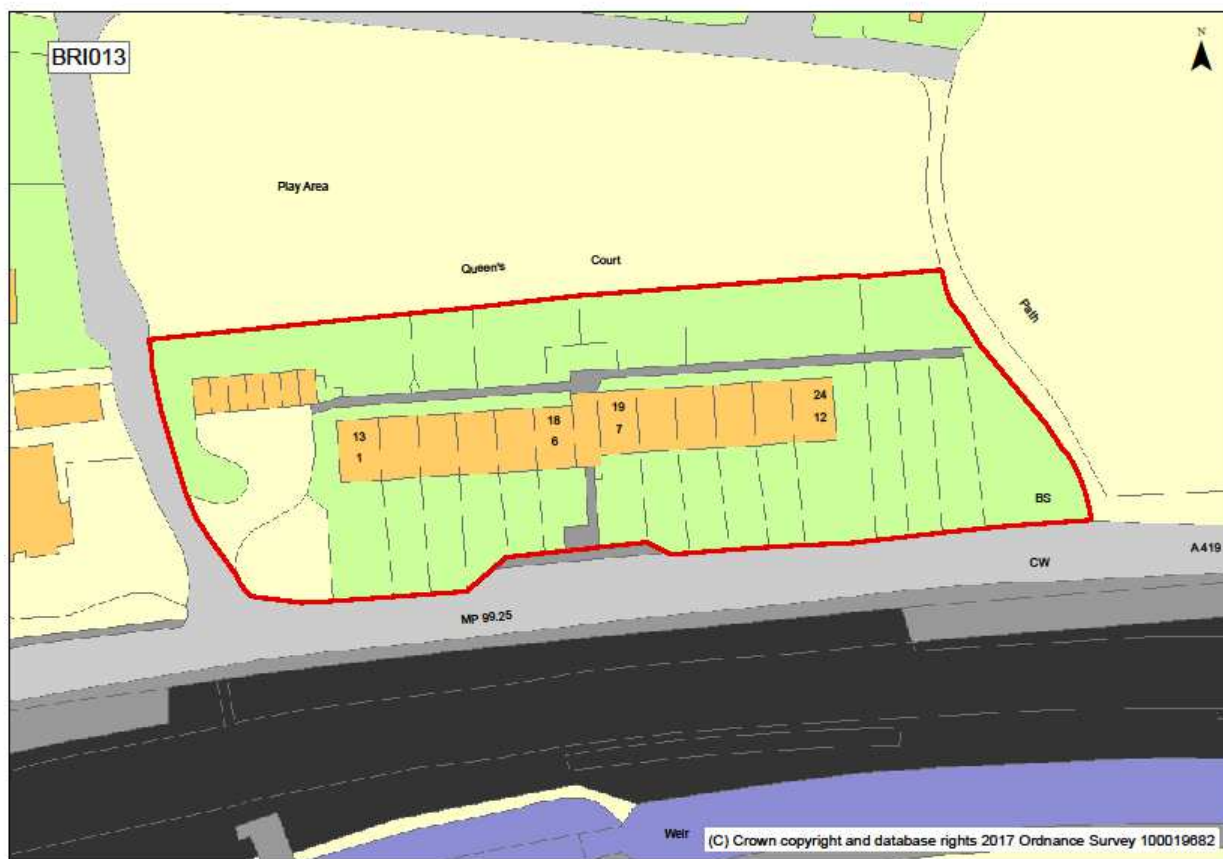 BRI013
N
Play Area
Queen's Court
Path
13
1
18
6
19
7
24
12
BS
A 419
CW
MP 99.25
Weir
(C) Crown copyright and database rights 2017 Ordnance Survey 100019682